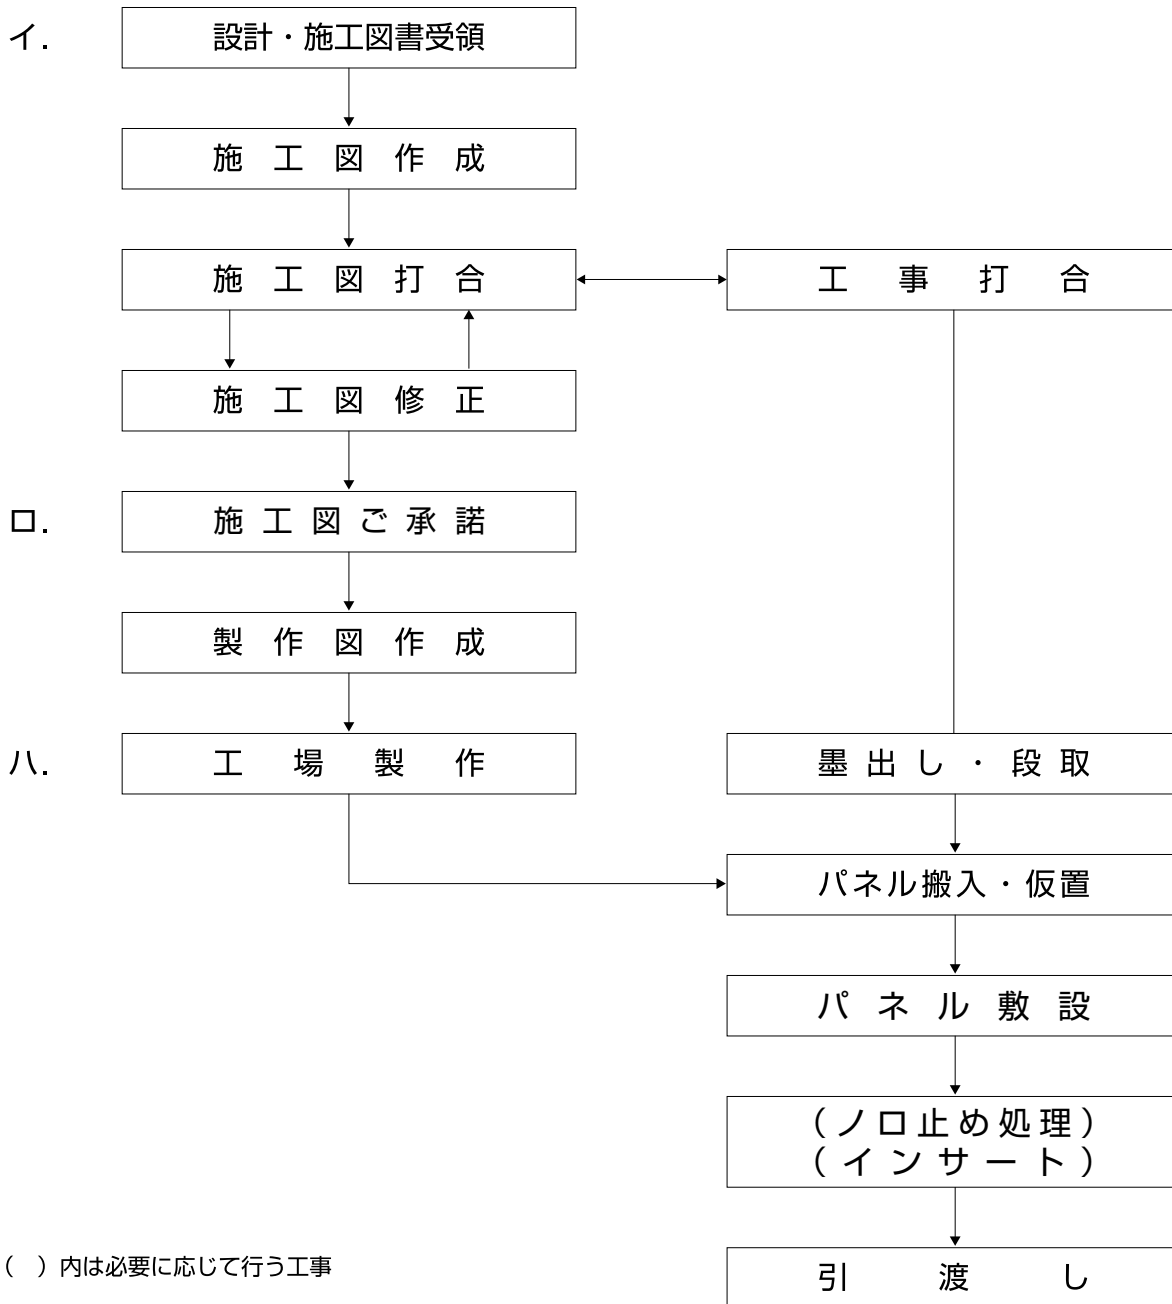 イ.
設計・施工図書受領
施工図作成
施工図打合
工事打合
施工図修正
ロ.
施工図ご承諾
製作図作成
ハ.
工場製作
墨出し・段取
パネル搬入・仮置
パネル敷設
（ノロ止め処理）
（インサート）
（　）内は必要に応じて行う工事
引渡し